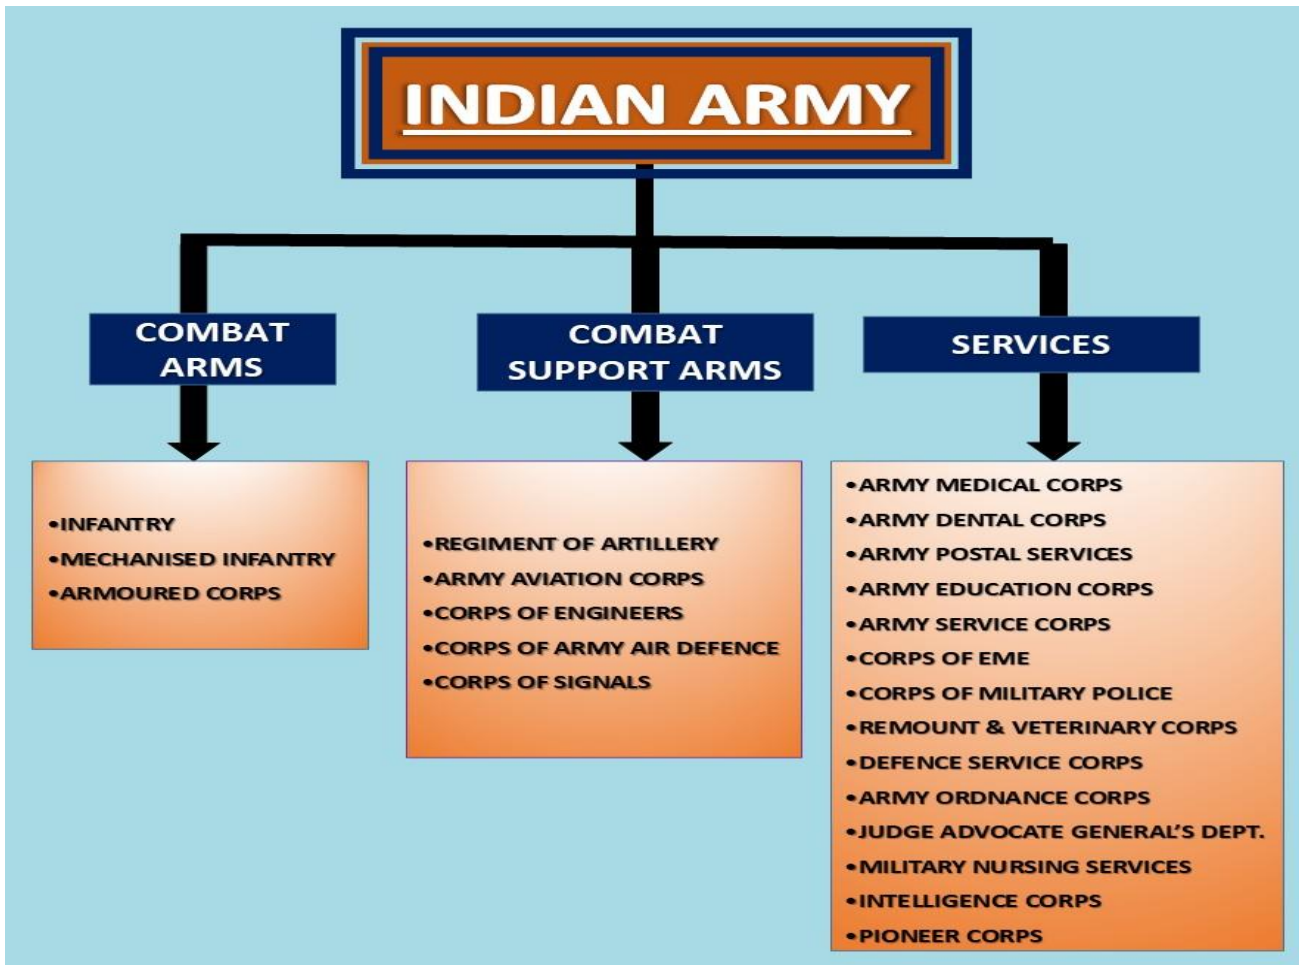 INDIAN ARMY
COMBAT
ARMS
•INFANTRY
•MECHANISED INFANTRY
•ARMOURED CORPS
COMBAT
SUPPORT ARMS
•REGIMENT OF ARTILLERY
•ARMY AVIATION CORPS
•CORPS OF ENGINEERS
•CORPS OF ARMY AIR DEFENCE
•CORPS OF SIGNALS
SERVICES
•ARMY MEDICAL CORPS
•ARMY DENTAL CORPS
•ARMY POSTAL SERVICES
•ARMY EDUCATION CORPS
•ARMY SERVICE CORPS
•CORPS OF EME
•CORPS OF MILITARY POLICE
•REMOUNT & VETERINARY CORPS
•DEFENCE SERVICE CORPS
•ARMY ORDNANCE CORPS
•JUDGE ADVOCATE GENERAL’S DEPT.
•MILITARY NURSING SERVICES
•INTELLIGENCE CORPS
•PIONEER CORPS